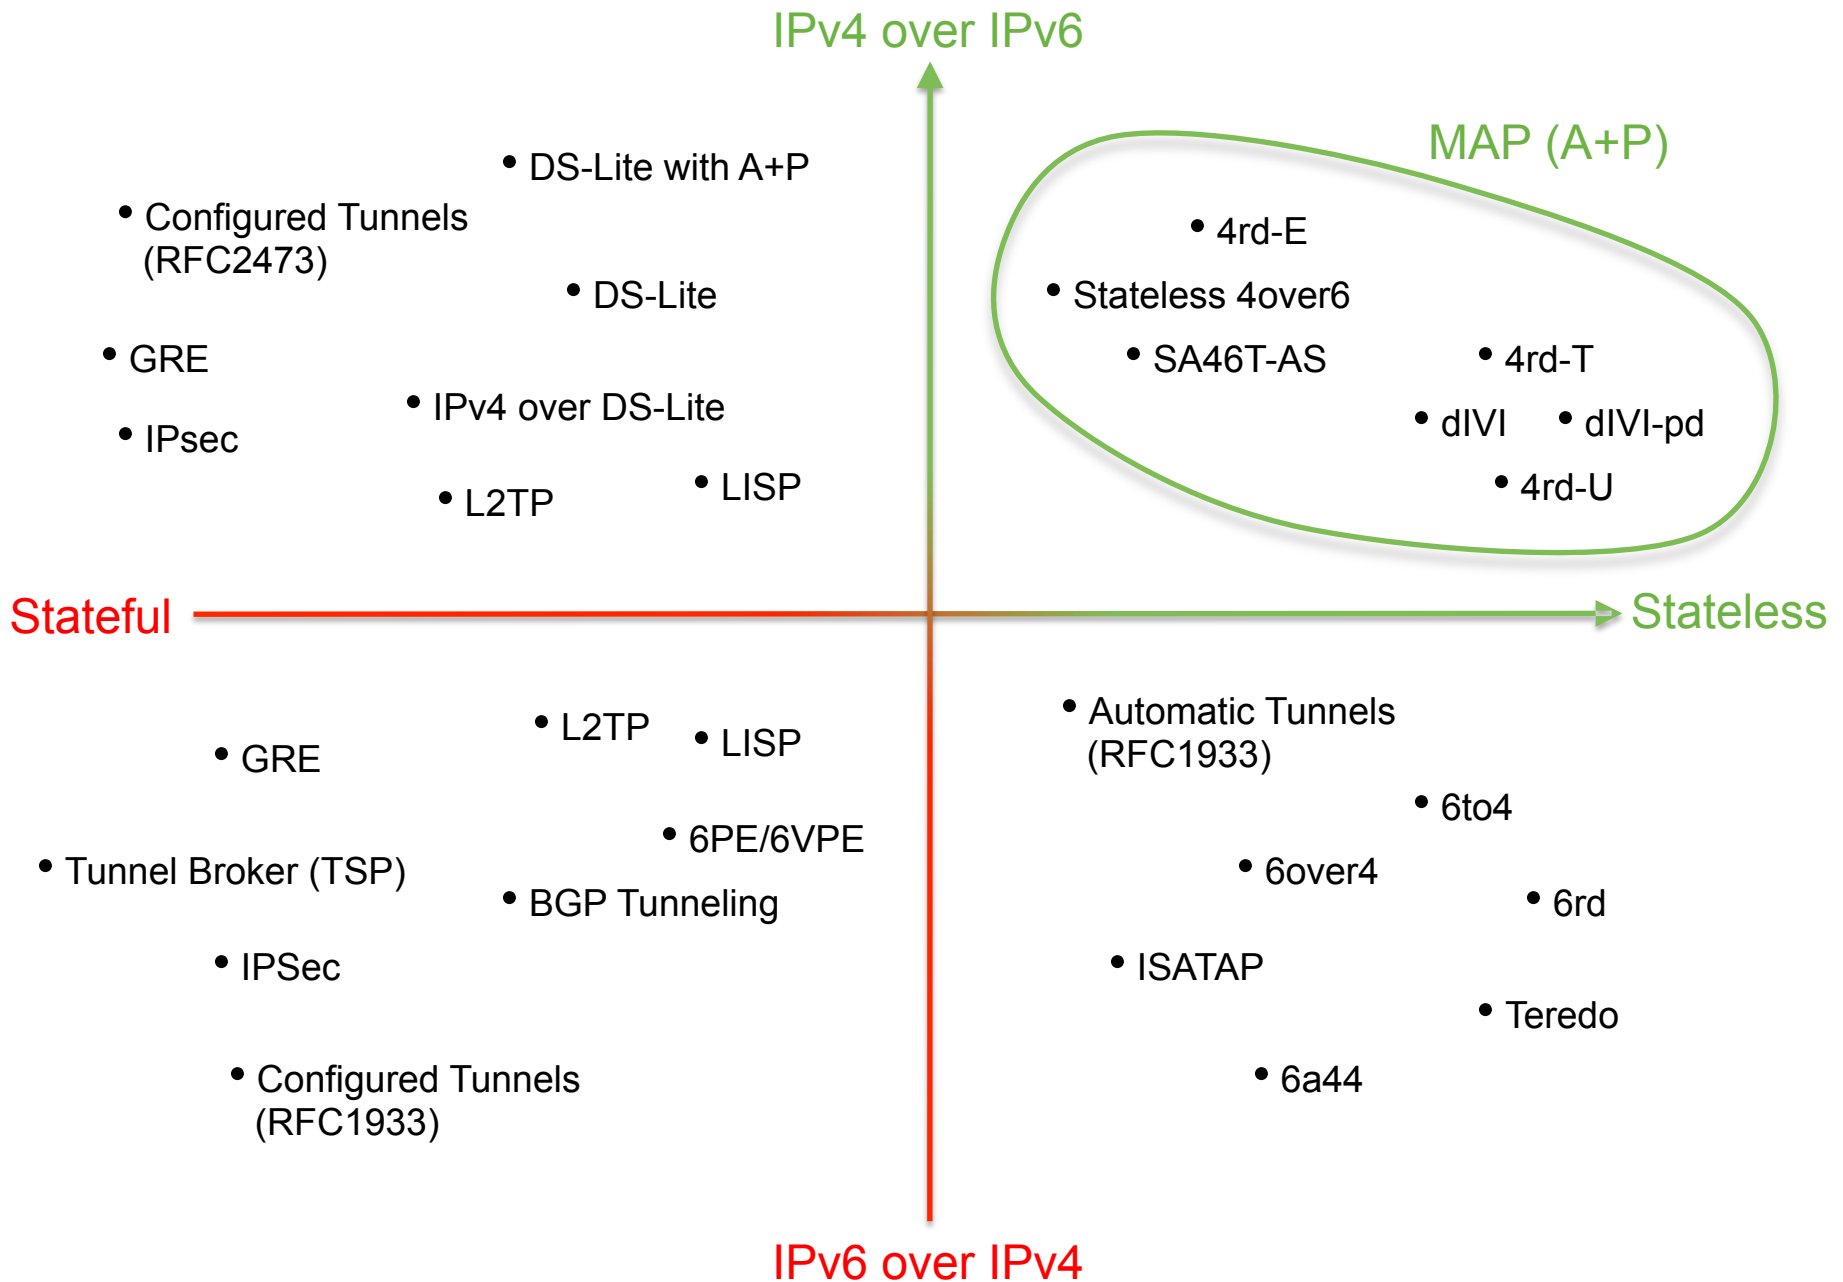 IPv4 over IPv6
MAP (A+P)
• DS-Lite with A+P
• Configured Tunnels
(RFC2473)
• 4rd-E
• DS-Lite
• Stateless 4over6
• GRE
• SA46T-AS
• 4rd-T
• IPv4 over DS-Lite
• dIVI
• dIVI-pd
• IPsec
• LISP
• 4rd-U
• L2TP
Stateful
Stateless
• L2TP
• LISP
• Automatic Tunnels
(RFC1933)
• GRE
• 6to4
• 6PE/6VPE
• Tunnel Broker (TSP)
• 6over4
• BGP Tunneling
• 6rd
• IPSec
• ISATAP
• Teredo
• Configured Tunnels
(RFC1933)
• 6a44
IPv6 over IPv4